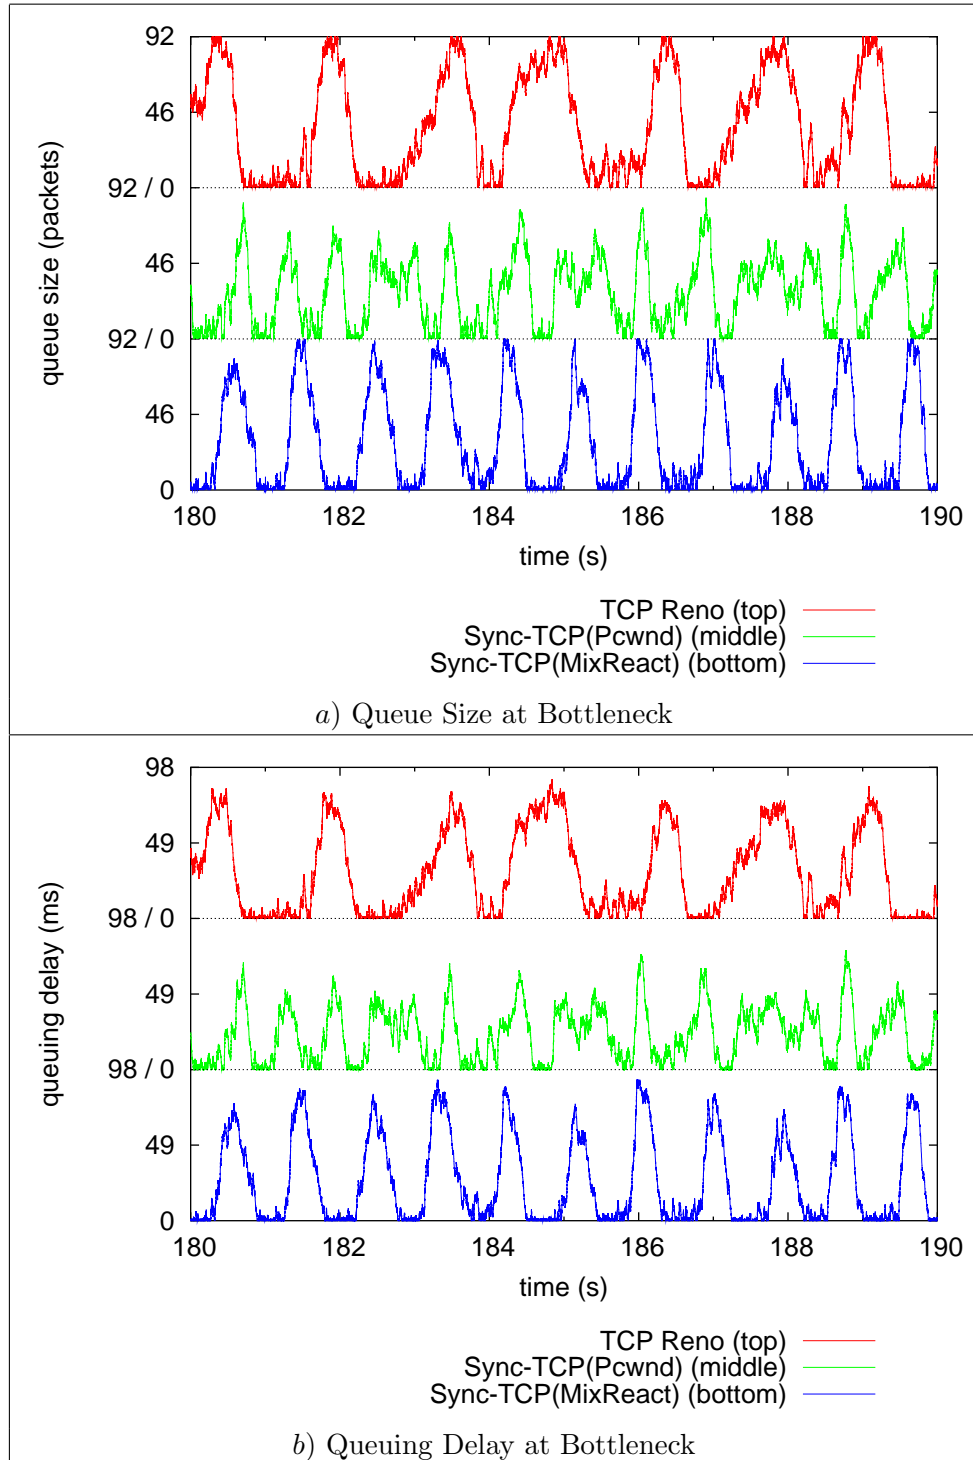 92
46
92 / 0
46
92 / 0
46
0
queue size (packets)
180 182 184 186 188 190
time (s)
TCP Reno (top)
Sync-TCP(Pcwnd) (middle)
Sync-TCP(MixReact) (bottom)
a) Queue Size at Bottleneck
98
49
98 / 0
49
98 / 0
49
0
queuing delay (ms)
180 182 184 186 188 190
time (s)
TCP Reno (top)
Sync-TCP(Pcwnd) (middle)
Sync-TCP(MixReact) (bottom)
b) Queuing Delay at Bottleneck